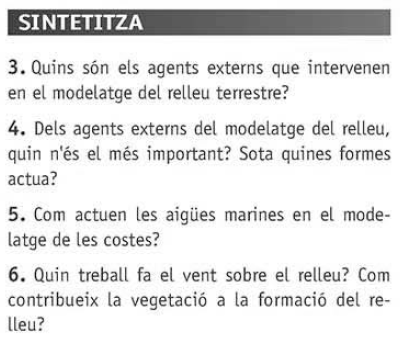 SINTETITZA
3. Quins són els agents externs que intervenen
en el modelatge del relleu terrestre?
4. Dels agents externs del modelatge del relleu,
quin n'és el més important? Sota quines formes
actua?
5. Com actuen les aigües marines en el mode-
latge de les costes?
6. Quin treball fa el vent sobre el relleu? Com
contribueix la vegetació a la formació del re-
lleu?